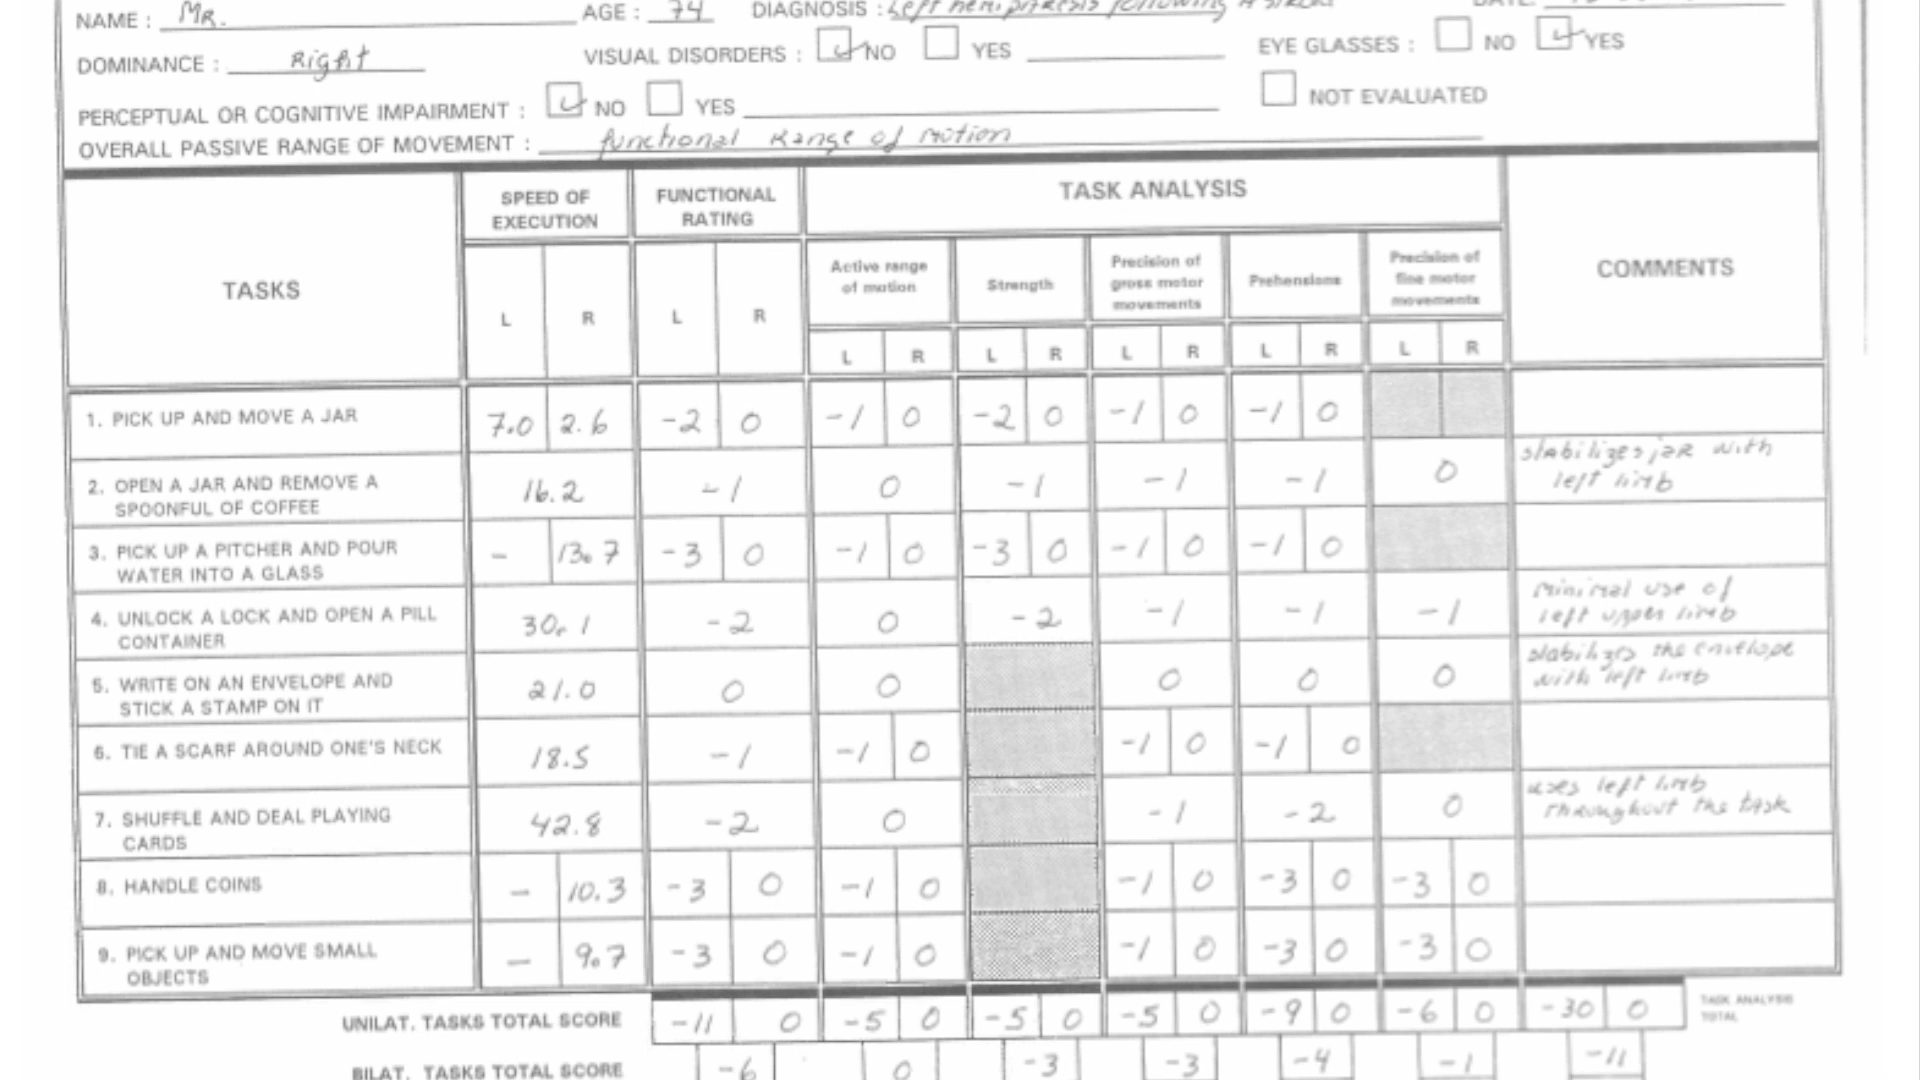 NAME : MR. AGE : 74 DIAGNOSIS : Left hemiparesis following a stroke DATE:
DOMINANCE : Right VISUAL DISORDERS : NO YES EYE GLASSES : NO YES
PERCEPTUAL OR COGNITIVE IMPAIRMENT : NO YES NOT EVALUATED
OVERALL PASSIVE RANGE OF MOVEMENT : functional Range of motion
TASKS SPEED OF EXECUTION FUNCTIONAL RATING TASK ANALYSIS COMMENTS
Active range of motion Strength Precision of gross motor movements Prehensions Precision of fine motor movements
L R L R L R L R L R L R L R
1. PICK UP AND MOVE A JAR 7.0 2.6 -2 0 -1 0 -2 0 -1 0 -1 0
2. OPEN A JAR AND REMOVE A SPOONFUL OF COFFEE 16.2 -1 0 -1 -1 -1 0 stabilizes jar with left limb
3. PICK UP A PITCHER AND POUR WATER INTO A GLASS - 13.7 -3 0 -1 0 -3 0 -1 0 -1 0
4. UNLOCK A LOCK AND OPEN A PILL CONTAINER 30.1 -2 0 -2 -1 -1 -1 minimal use of left upper limb
5. WRITE ON AN ENVELOPE AND STICK A STAMP ON IT 21.0 0 0 0 0 0 stabilizes the envelope with left limb
6. TIE A SCARF AROUND ONE'S NECK 18.5 -1 -1 0 -1 0 -1 0
7. SHUFFLE AND DEAL PLAYING CARDS 42.8 -2 0 -1 -2 0 uses left limb throughout the task
8. HANDLE COINS - 10.3 -3 0 -1 0 -1 0 -3 0 -3 0
9. PICK UP AND MOVE SMALL OBJECTS - 9.7 -3 0 -1 0 -1 0 -3 0 -3 0
UNILAT. TASKS TOTAL SCORE -11 0 -5 0 -5 0 -5 0 -9 0 -6 0 -30 0 TASK ANALYSIS TOTAL
BILAT. TASKS TOTAL SCORE -6 0 -3 -3 -4 -1 -11